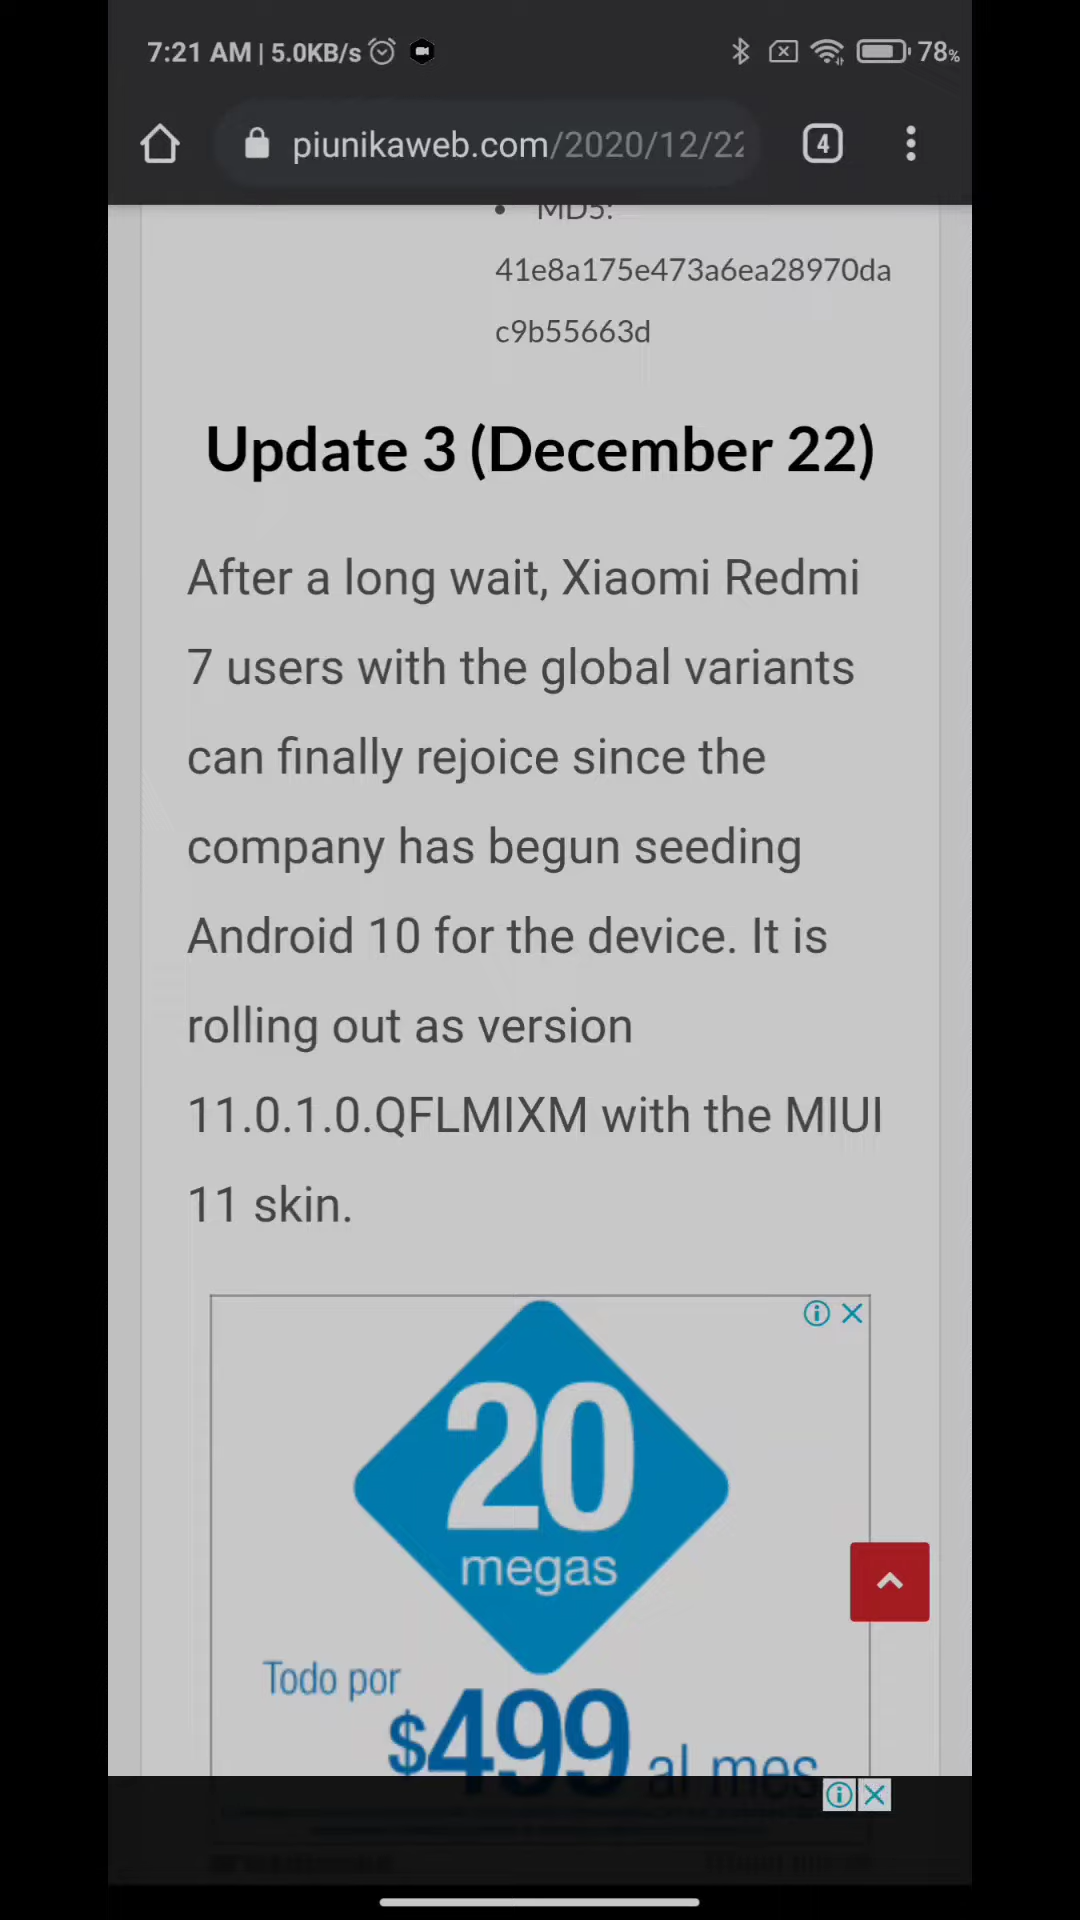 7:21 AM | 5.0KB/s
78%
piunikaweb.com/2020/12/22
4
MD5:
41e8a175e473a6ea28970da
c9b55663d
Update 3 (December 22)
After a long wait, Xiaomi Redmi
7 users with the global variants
can finally rejoice since the
company has begun seeding
Android 10 for the device. It is
rolling out as version
11.0.1.0.QFLMIXM with the MIUI
11 skin.
20
megas
Todo por
$499 al mes